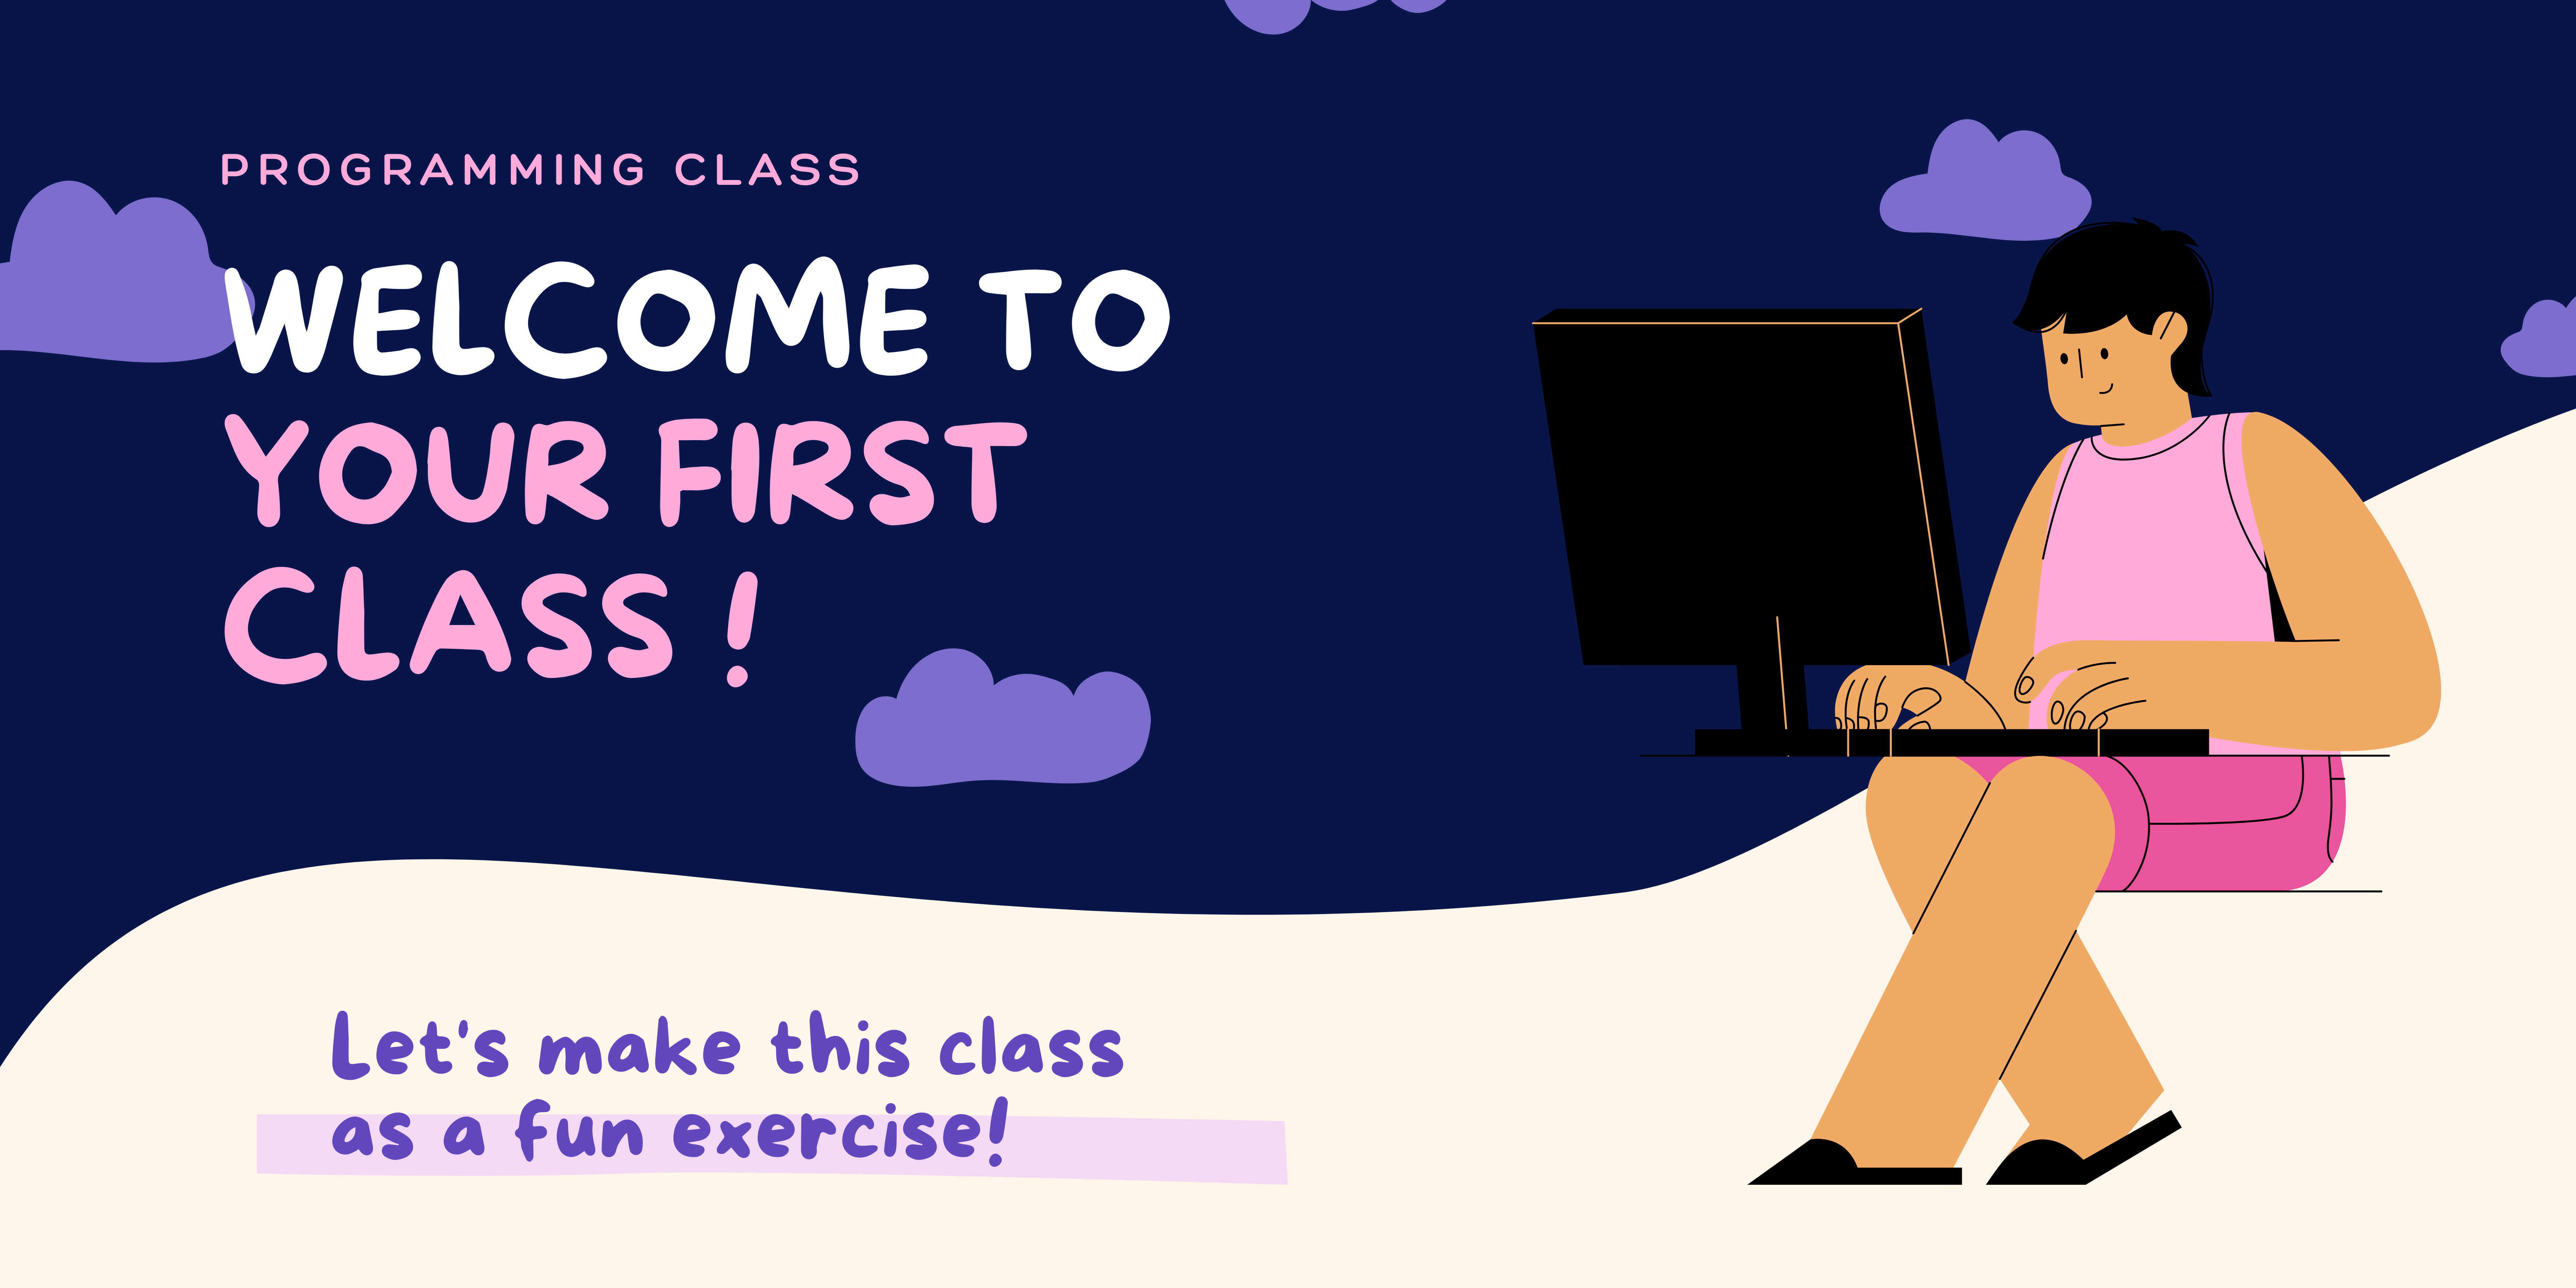 PROGRAMMING CLASS
WELCOME TO
YOUR FIRST
CLASS !
Let's make this class
as a fun exercise!